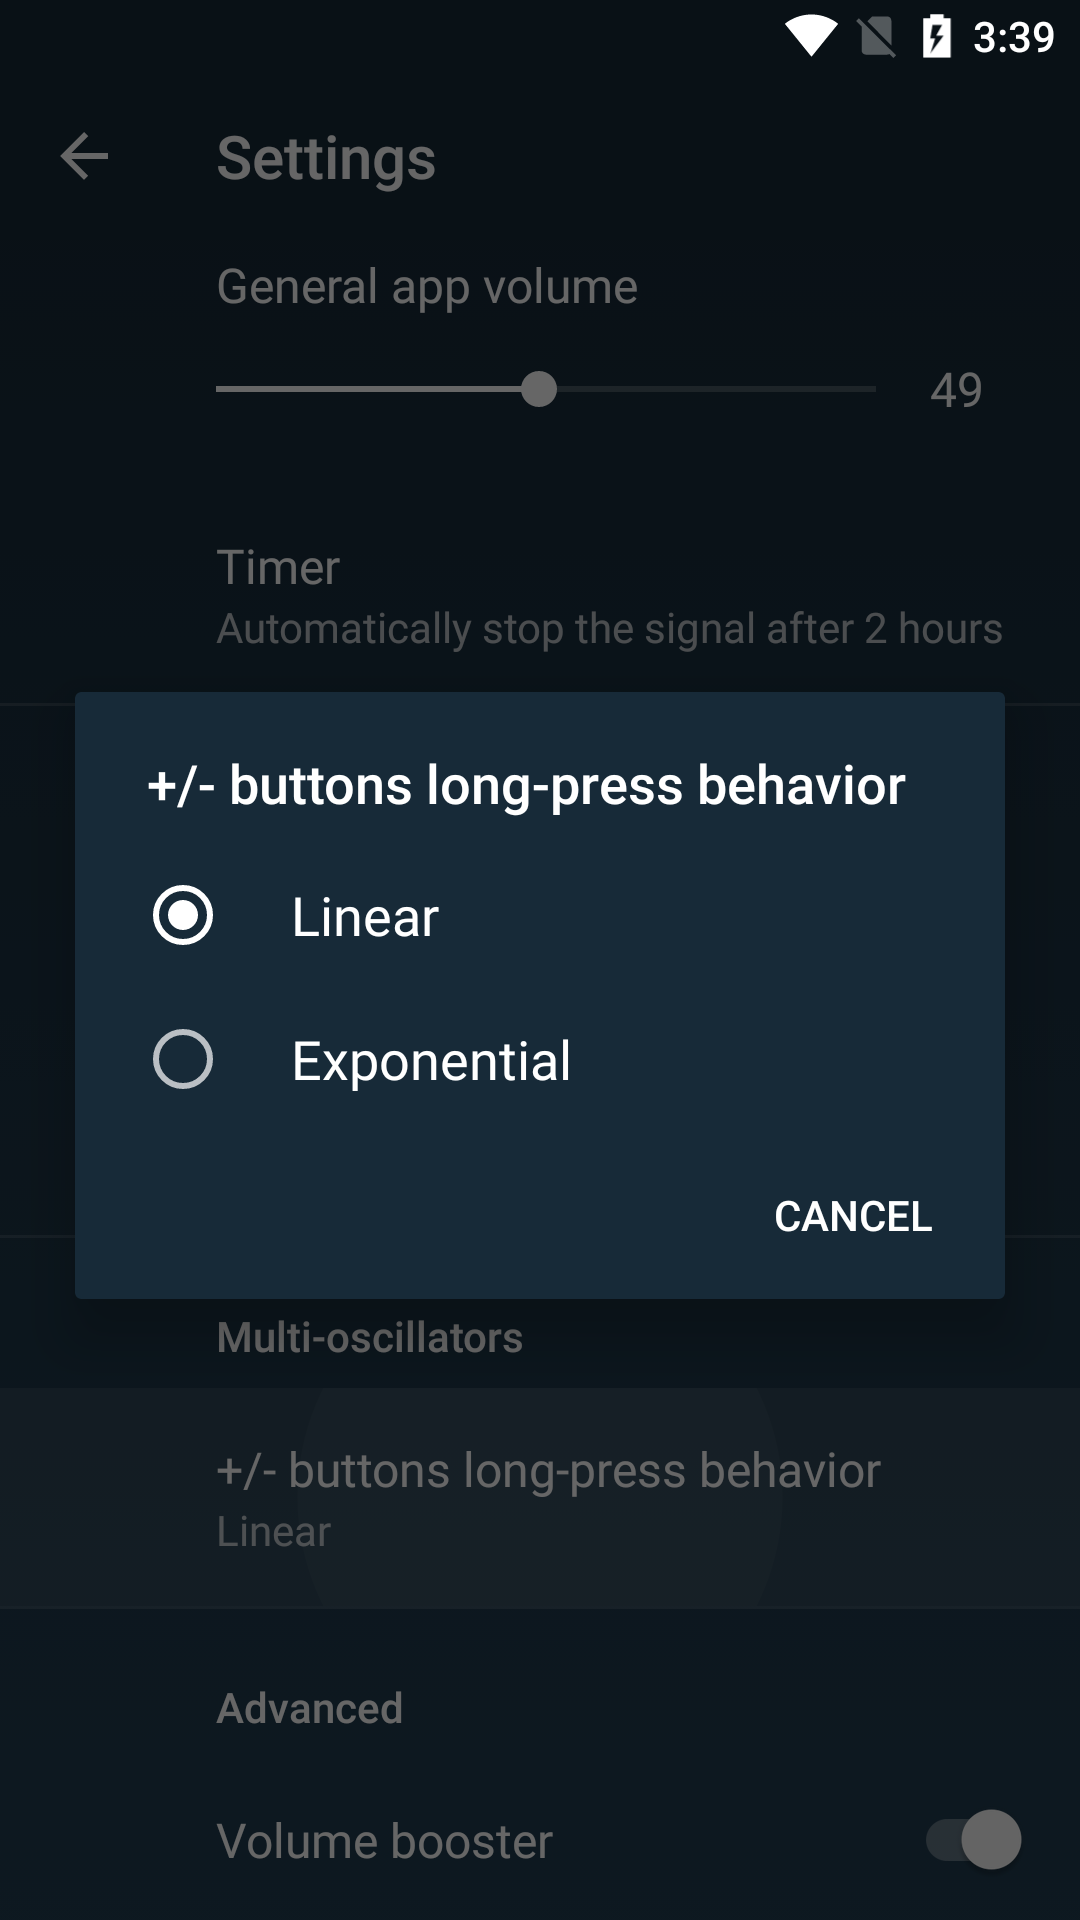 3:39
Settings
General app volume
49
Timer
Automatically stop the signal after 2 hours
+/- buttons long-press behavior
Linear
Exponential
CANCEL
Multi-oscillators
+/- buttons long-press behavior
Linear
Advanced
Volume booster